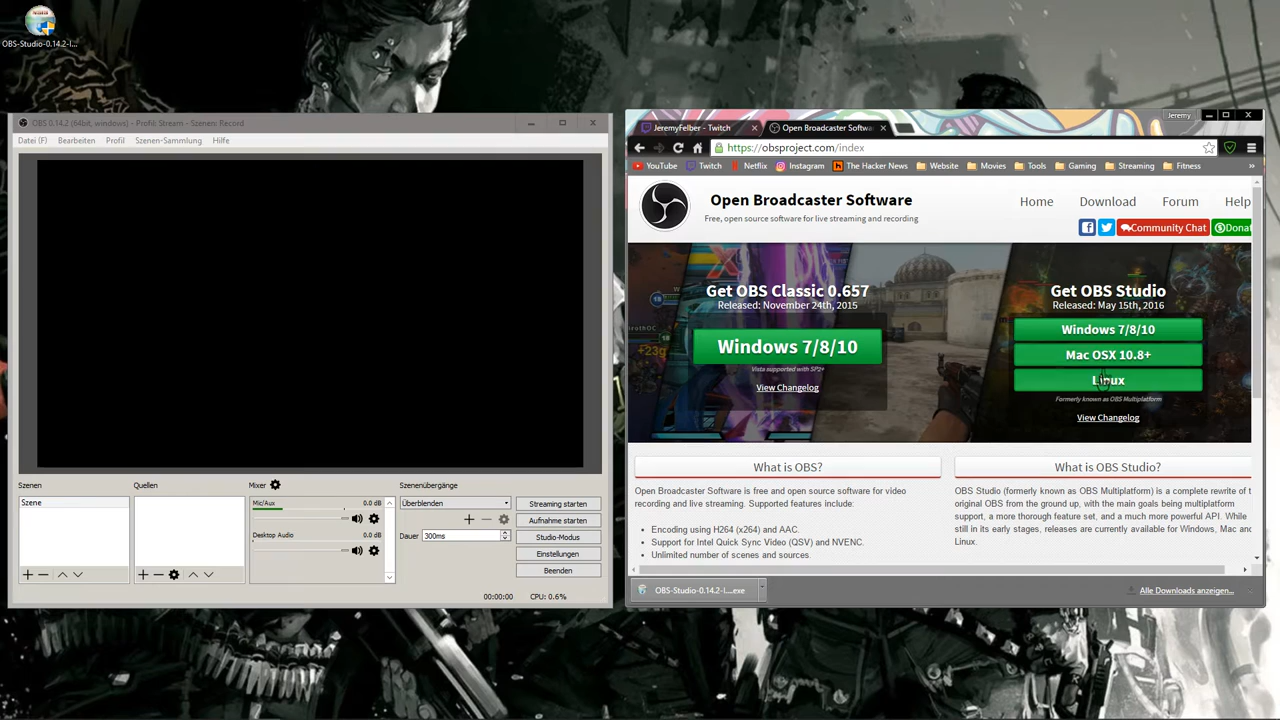 OBS-Studio-0.14.2-I...
OBS 0.14.2 (64bit, windows) - Profil: Stream - Szenen: Record
Datei (F) Bearbeiten Profil Szenen-Sammlung Hilfe
Szenen Quellen Mixer Szenenübergänge
Szene
Mic/Aux 0.0 dB
Desktop Audio 0.0 dB
Überblenden
Dauer 300ms
Streaming starten
Aufnahme starten
Studio-Modus
Einstellungen
Beenden
00:00:00 CPU: 0.6%
Jeremy
JeremyFelber - Twitch Open Broadcaster Softwa
https://obsproject.com/index
YouTube Twitch Netflix Instagram The Hacker News Website Movies Tools Gaming Streaming Fitness »
Open Broadcaster Software
Free, open source software for live streaming and recording
Home Download Forum Help
Community Chat Donat
Get OBS Classic 0.657
Released: November 24th, 2015
Windows 7/8/10
Vista supported with SP2+
View Changelog
Get OBS Studio
Released: May 15th, 2016
Windows 7/8/10
Mac OSX 10.8+
Linux
Formerly known as OBS Multiplatform
View Changelog
+23g
What is OBS?
Open Broadcaster Software is free and open source software for video
recording and live streaming. Supported features include:
Encoding using H264 (x264) and AAC.
Support for Intel Quick Sync Video (QSV) and NVENC.
Unlimited number of scenes and sources.
What is OBS Studio?
OBS Studio (formerly known as OBS Multiplatform) is a complete rewrite of t
original OBS from the ground up, with the main goals being multiplatform
support, a more thorough feature set, and a much more powerful API. While
still in its early stages, releases are currently available for Windows, Mac and
Linux.
OBS-Studio-0.14.2-I....exe
Alle Downloads anzeigen...